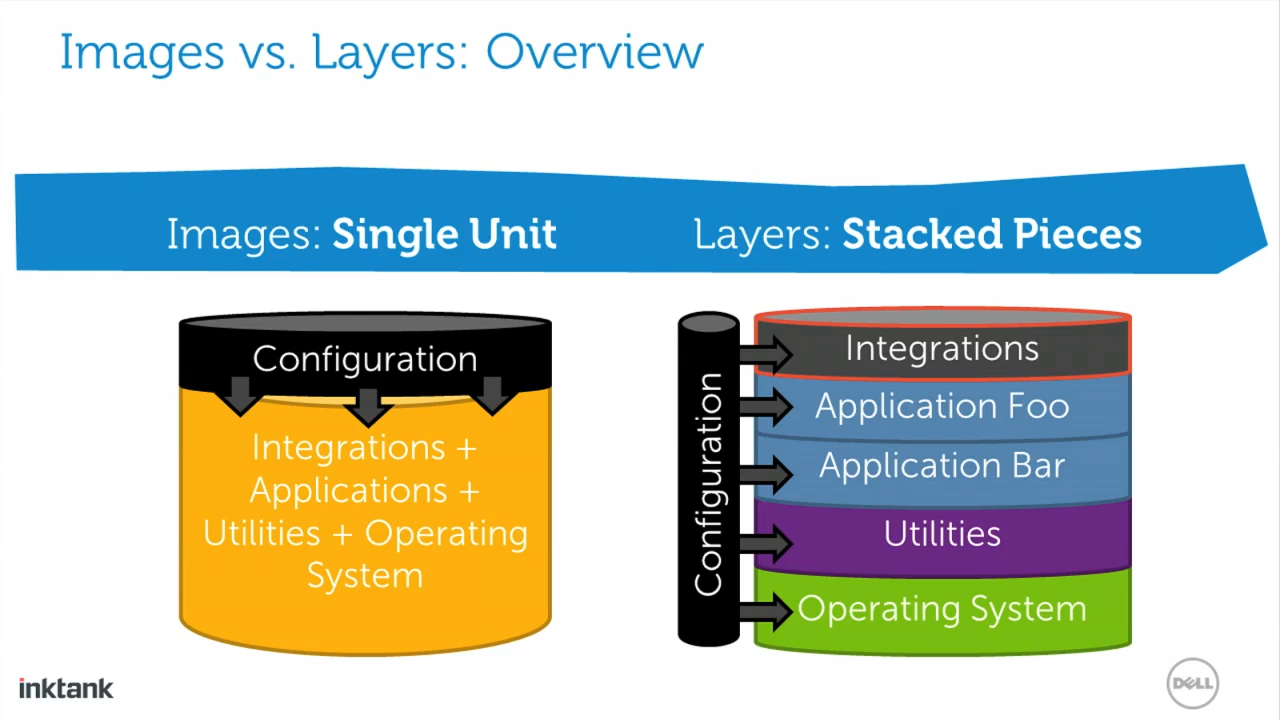 Images vs. Layers: Overview
Images: Single Unit
Layers: Stacked Pieces
Configuration
Integrations +
Applications +
Utilities + Operating
System
Configuration
Integrations
Application Foo
Application Bar
Utilities
Operating System
inktank
DELL